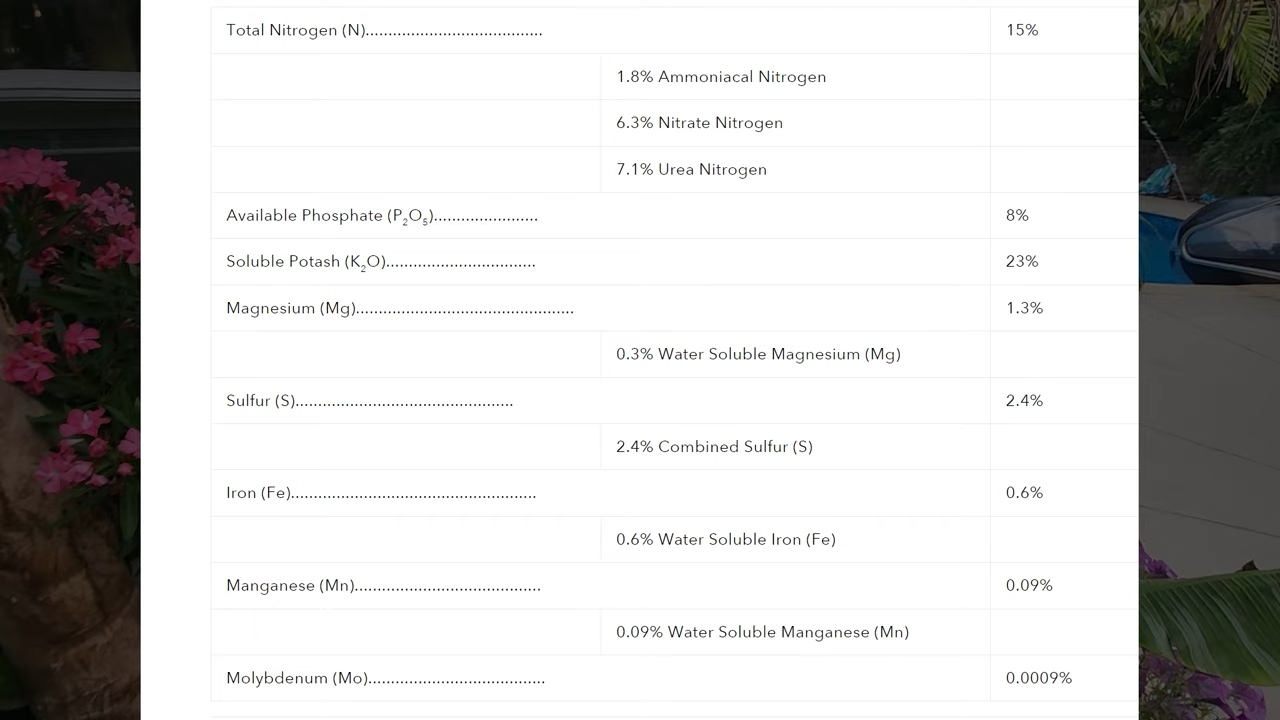 Total Nitrogen (N)....................................... 15%
1.8% Ammoniacal Nitrogen
6.3% Nitrate Nitrogen
7.1% Urea Nitrogen
Available Phosphate (P₂O₅)....................... 8%
Soluble Potash (K₂O)................................. 23%
Magnesium (Mg)................................................ 1.3%
0.3% Water Soluble Magnesium (Mg)
Sulfur (S)................................................ 2.4%
2.4% Combined Sulfur (S)
Iron (Fe)...................................................... 0.6%
0.6% Water Soluble Iron (Fe)
Manganese (Mn)......................................... 0.09%
0.09% Water Soluble Manganese (Mn)
Molybdenum (Mo)....................................... 0.0009%